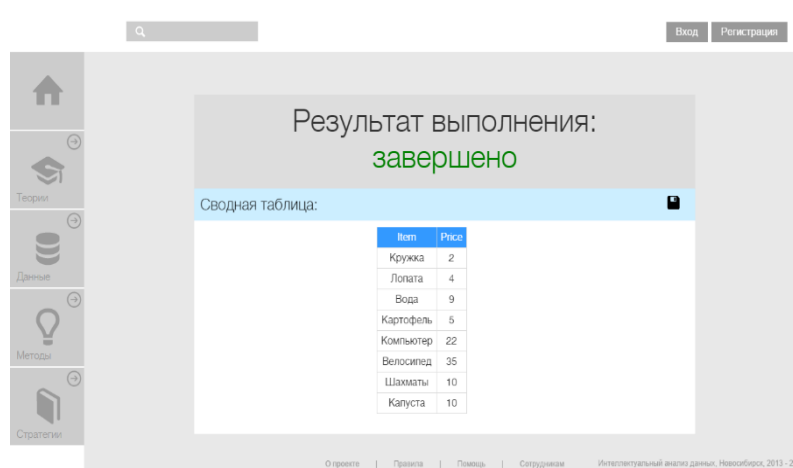 Вход Регистрация
Результат выполнения:
завершено
Теории
Сводная таблица:
Item Price
Кружка 2
Лопата 4
Вода 9
Данные
Картофель 5
Компьютер 22
Методы
Велосипед 35
Шахматы 10
Капуста 10
Стратегии
О проекте | Правила | Помощь | Сотрудникам Интеллектуальный анализ данных, Новосибирск, 2013 - 2